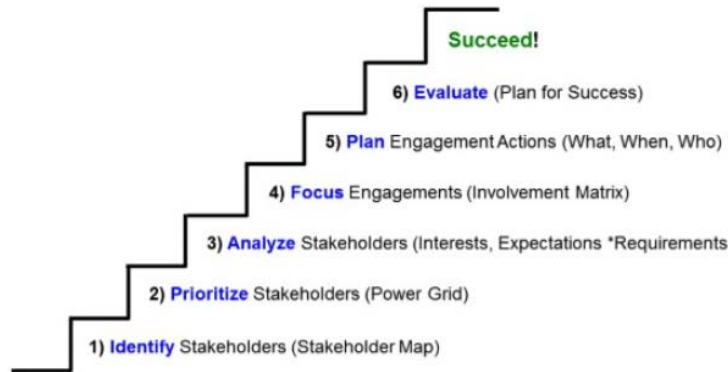 Succeed!
6) Evaluate (Plan for Success)
5) Plan Engagement Actions (What, When, Who)
4) Focus Engagements (Involvement Matrix)
3) Analyze Stakeholders (Interests, Expectations *Requirements
2) Prioritize Stakeholders (Power Grid)
1) Identify Stakeholders (Stakeholder Map)